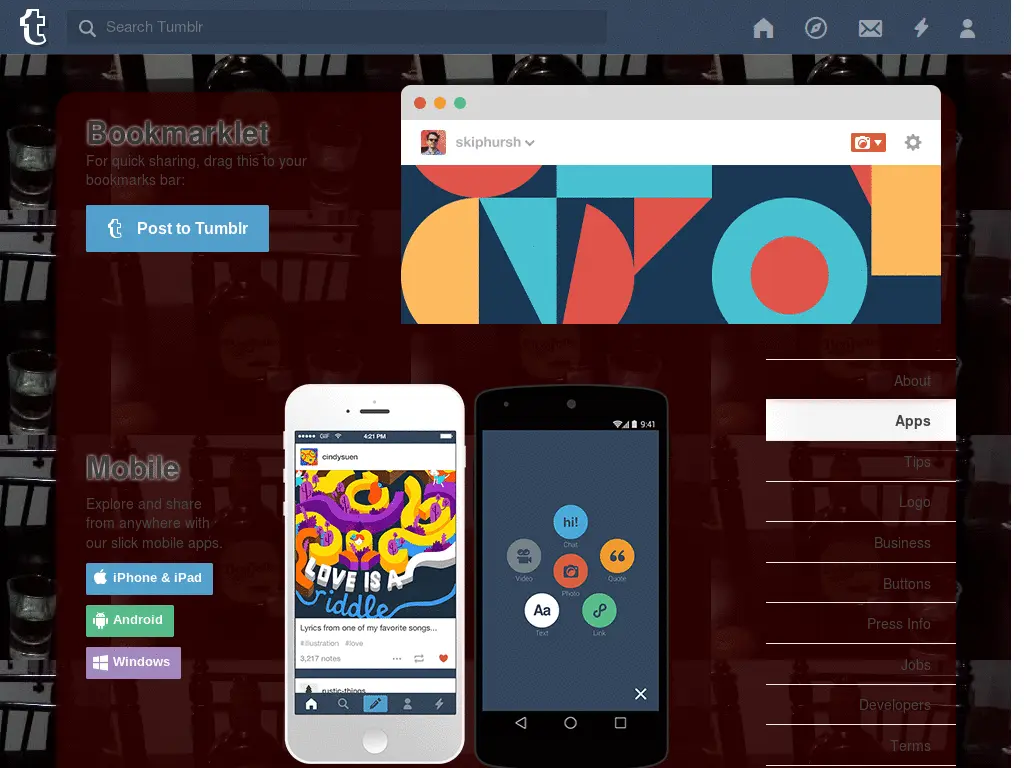 Search Tumblr
Bookmarklet
For quick sharing, drag this to your
bookmarks bar:
Post to Tumblr
skiphursh
Mobile
Explore and share
from anywhere with
our slick mobile apps.
iPhone & iPad
Android
Windows
GIF
4:21 PM
cindysuen
LOVE IS A
riddle
Lyrics from one of my favorite songs...
#illustration #love
3,217 notes
rustic-things
9:41
hi!
Chat
Video
Quote
Photo
Aa
Text
Link
About
Apps
Tips
Logo
Business
Buttons
Press Info
Jobs
Developers
Terms